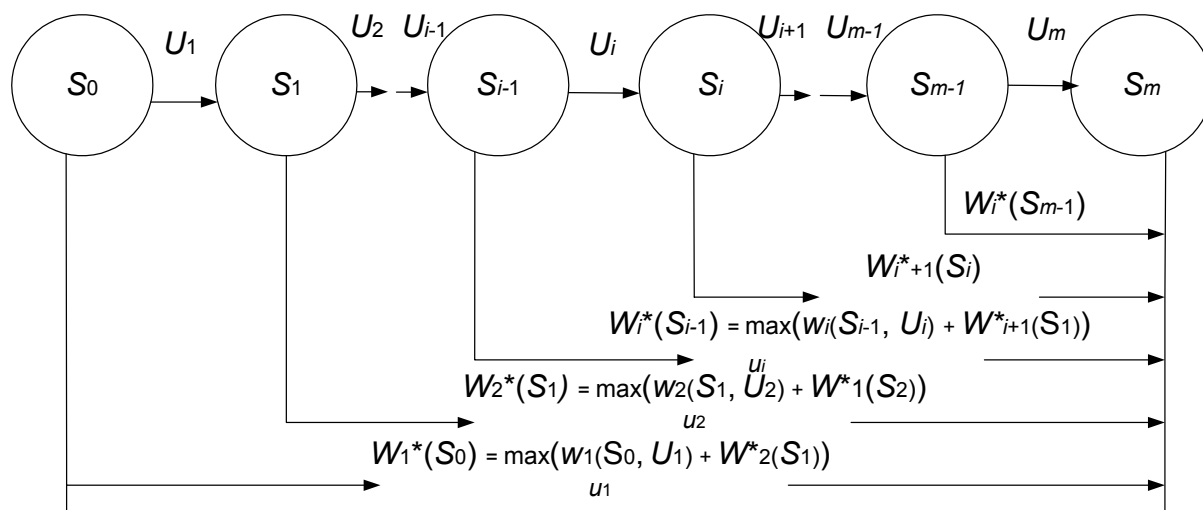 U1 U2 Ui-1 Ui Ui+1 Um-1 Um
S0 S1 Si-1 Si Sm-1 Sm
Wi*(Sm-1)
Wi*+1(Si)
Wi*(Si-1) = max(wi(Si-1, Ui) + W*i+1(S1))
ui
W2*(S1) = max(w2(S1, U2) + W*1(S2))
u2
W1*(S0) = max(w1(S0, U1) + W*2(S1))
u1